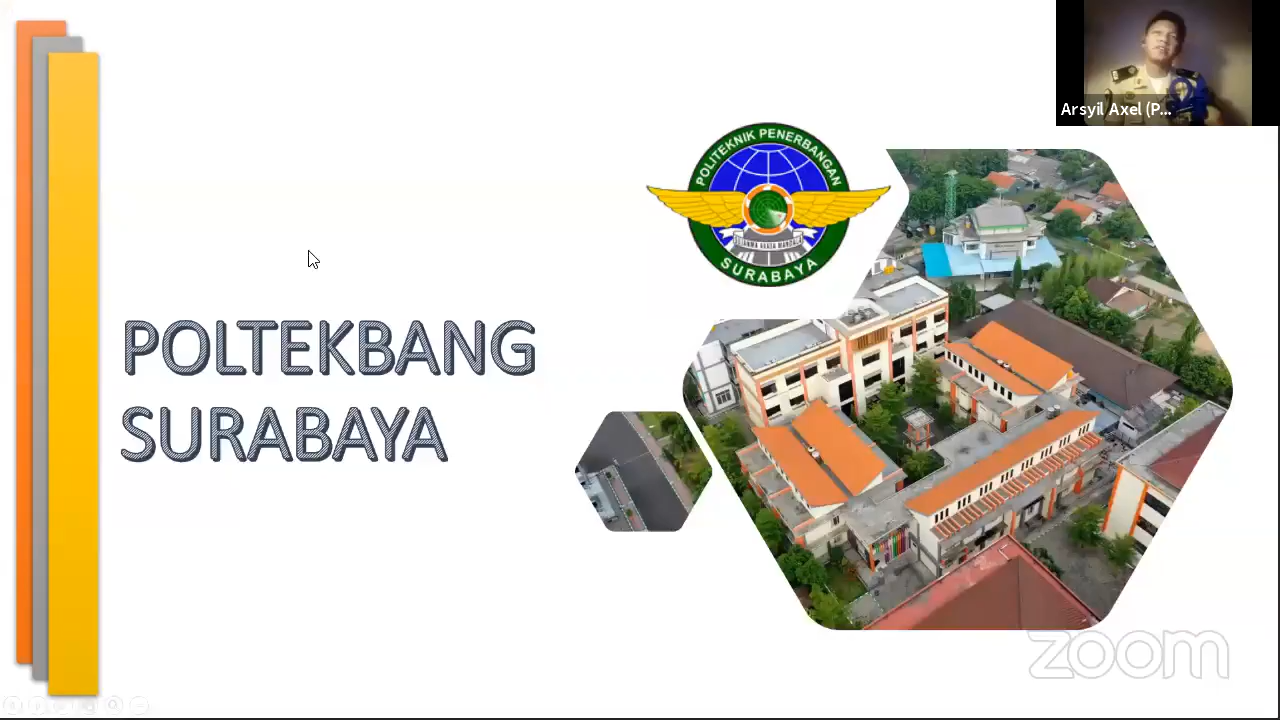 Arsyil Axel (P...
POLITEKNIK PENERBANGAN
SURABAYA
POLTEKBANG
SURABAYA
zoom